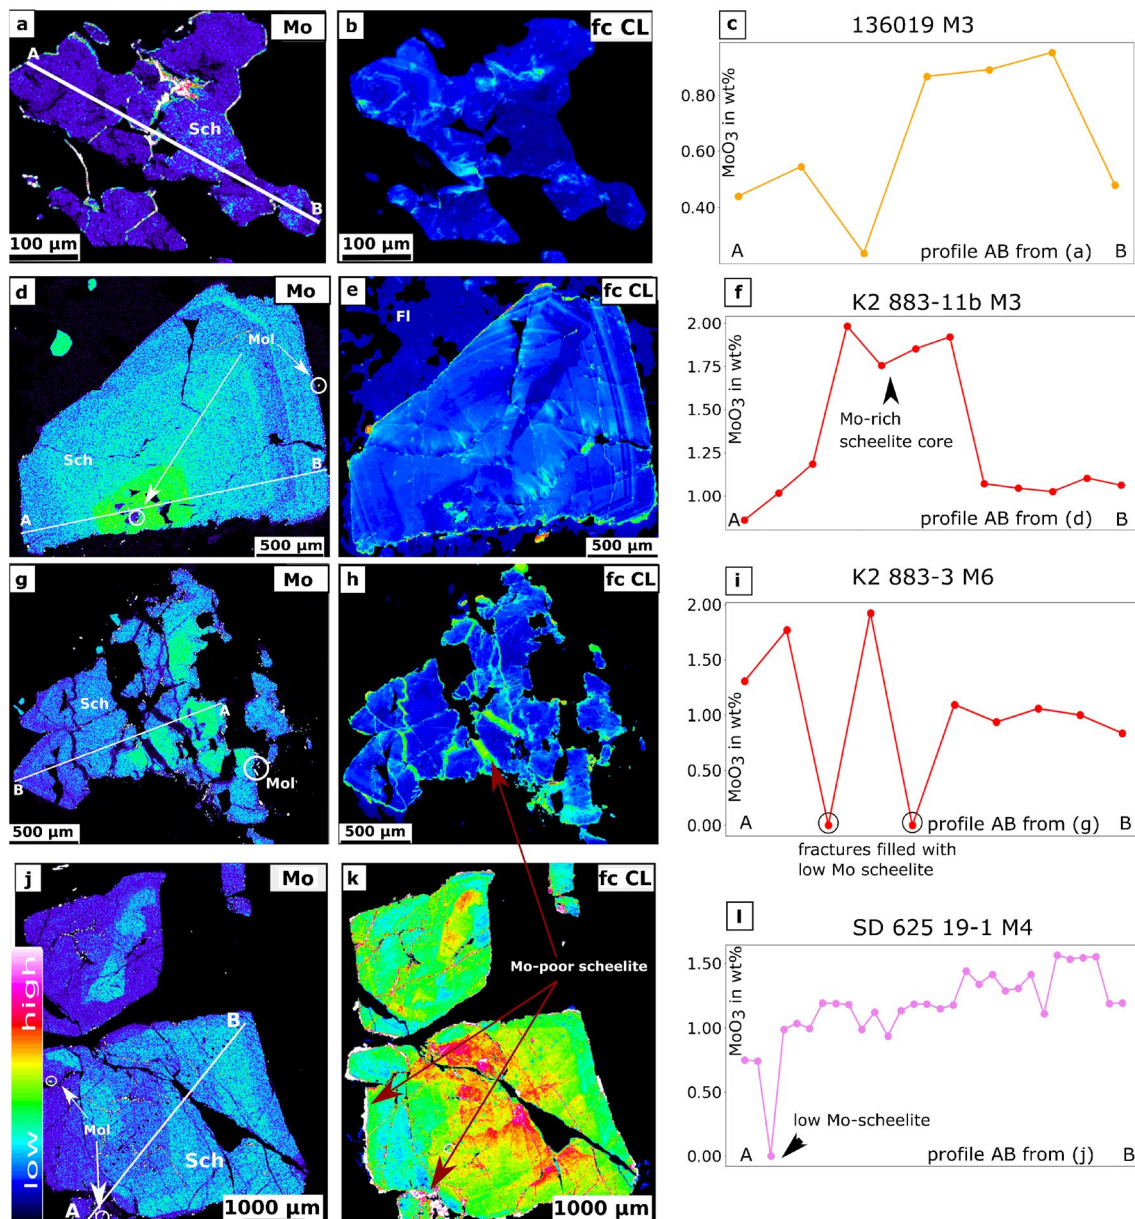 a
Mo
A
Sch
B
100 µm
b
fc CL
100 µm
c
136019 M3
MoO₃ in wt%
0.80
0.60
0.40
A
profile AB from (a)
B
d
Mo
Mol
Sch
A
B
500 µm
e
fc CL
Fl
500 µm
f
K2 883-11b M3
MoO₃ in wt%
2.00
1.75
1.50
1.25
1.00
Mo-rich
scheelite core
A
profile AB from (d)
B
g
Mo
Sch
A
B
Mol
500 µm
h
fc CL
500 µm
i
K2 883-3 M6
MoO₃ in wt%
2.00
1.50
1.00
0.50
0.00
A
profile AB from (g)
B
fractures filled with
low Mo scheelite
j
Mo
high
low
B
Mol
A
Sch
1000 µm
k
fc CL
Mo-poor scheelite
1000 µm
l
SD 625 19-1 M4
MoO₃ in wt%
1.50
1.00
0.50
0.00
low Mo-scheelite
A
profile AB from (j)
B